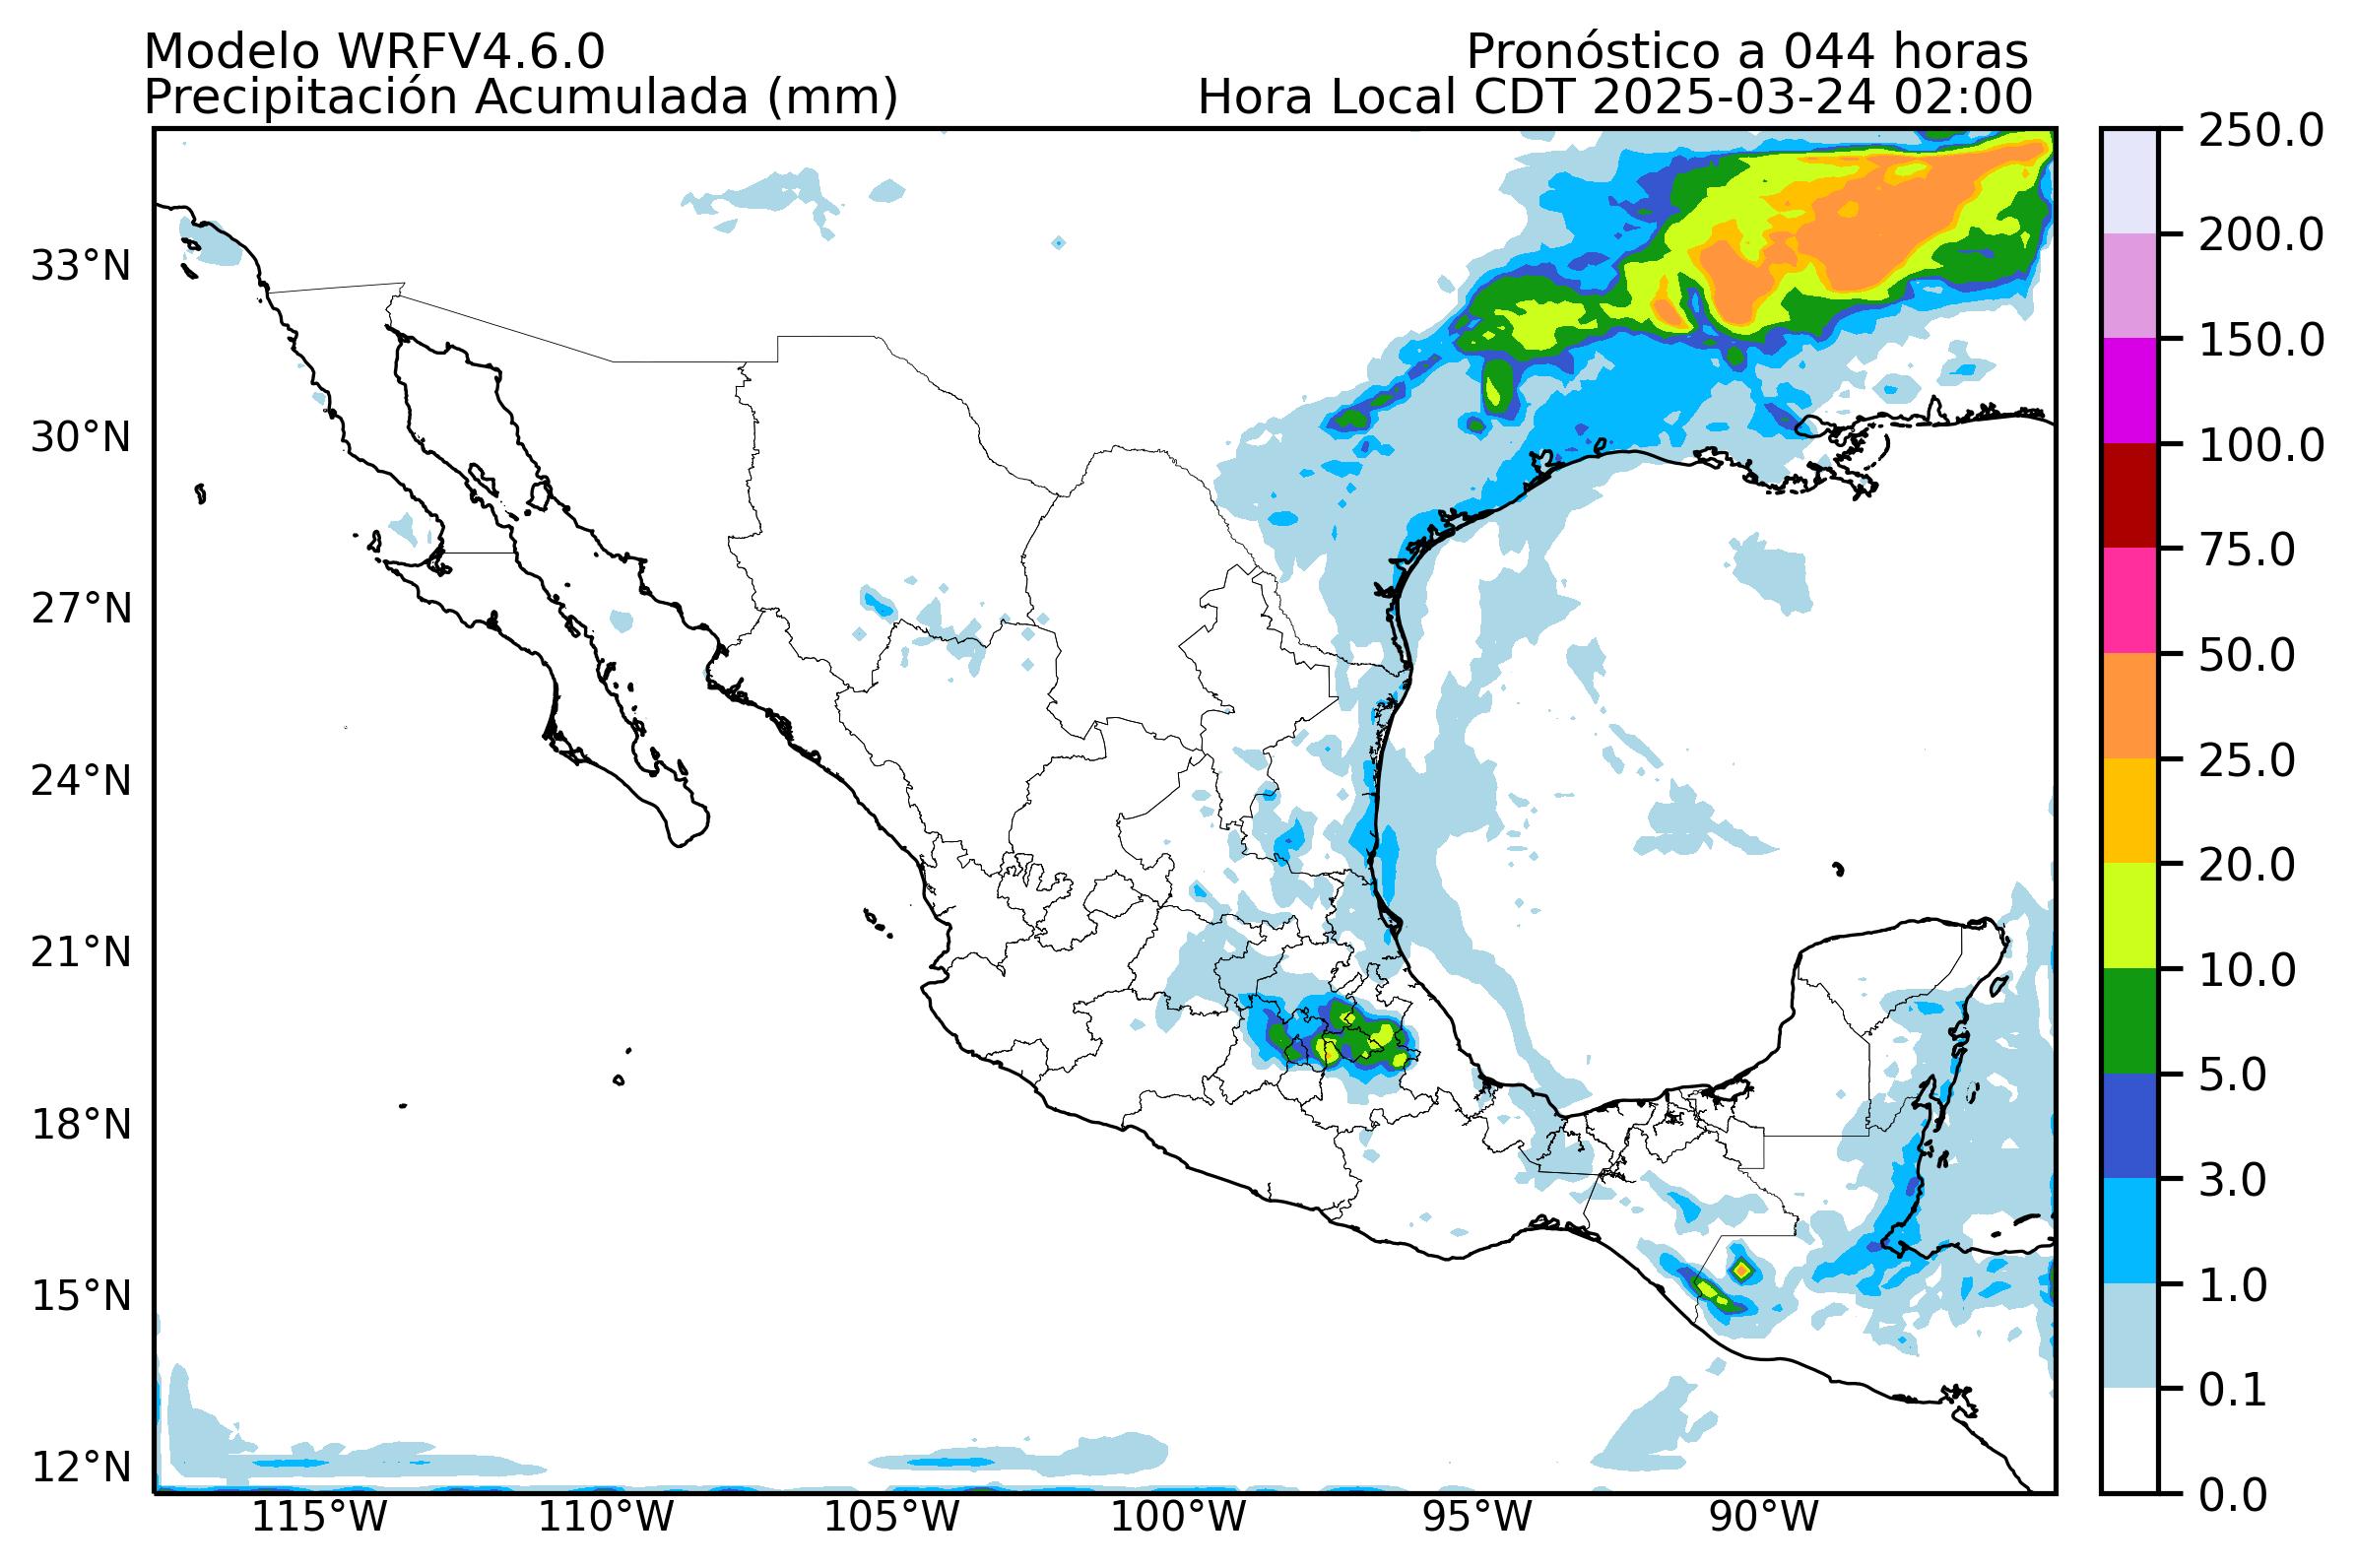 Modelo WRFV4.6.0
Pronóstico a 044 horas
Precipitación Acumulada (mm)
Hora Local CDT 2025-03-24 02:00
33°N
30°N
27°N
24°N
21°N
18°N
15°N
12°N
115°W
110°W
105°W
100°W
95°W
90°W
250.0
200.0
150.0
100.0
75.0
50.0
25.0
20.0
10.0
5.0
3.0
1.0
0.1
0.0